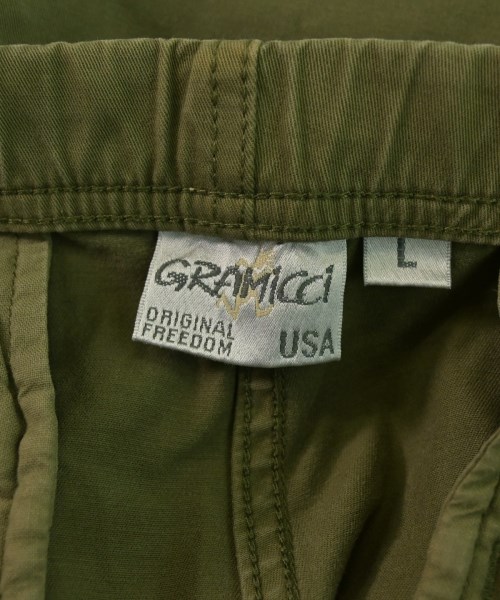 GRAMiCCi
ORIGINAL
FREEDOM
USA
L